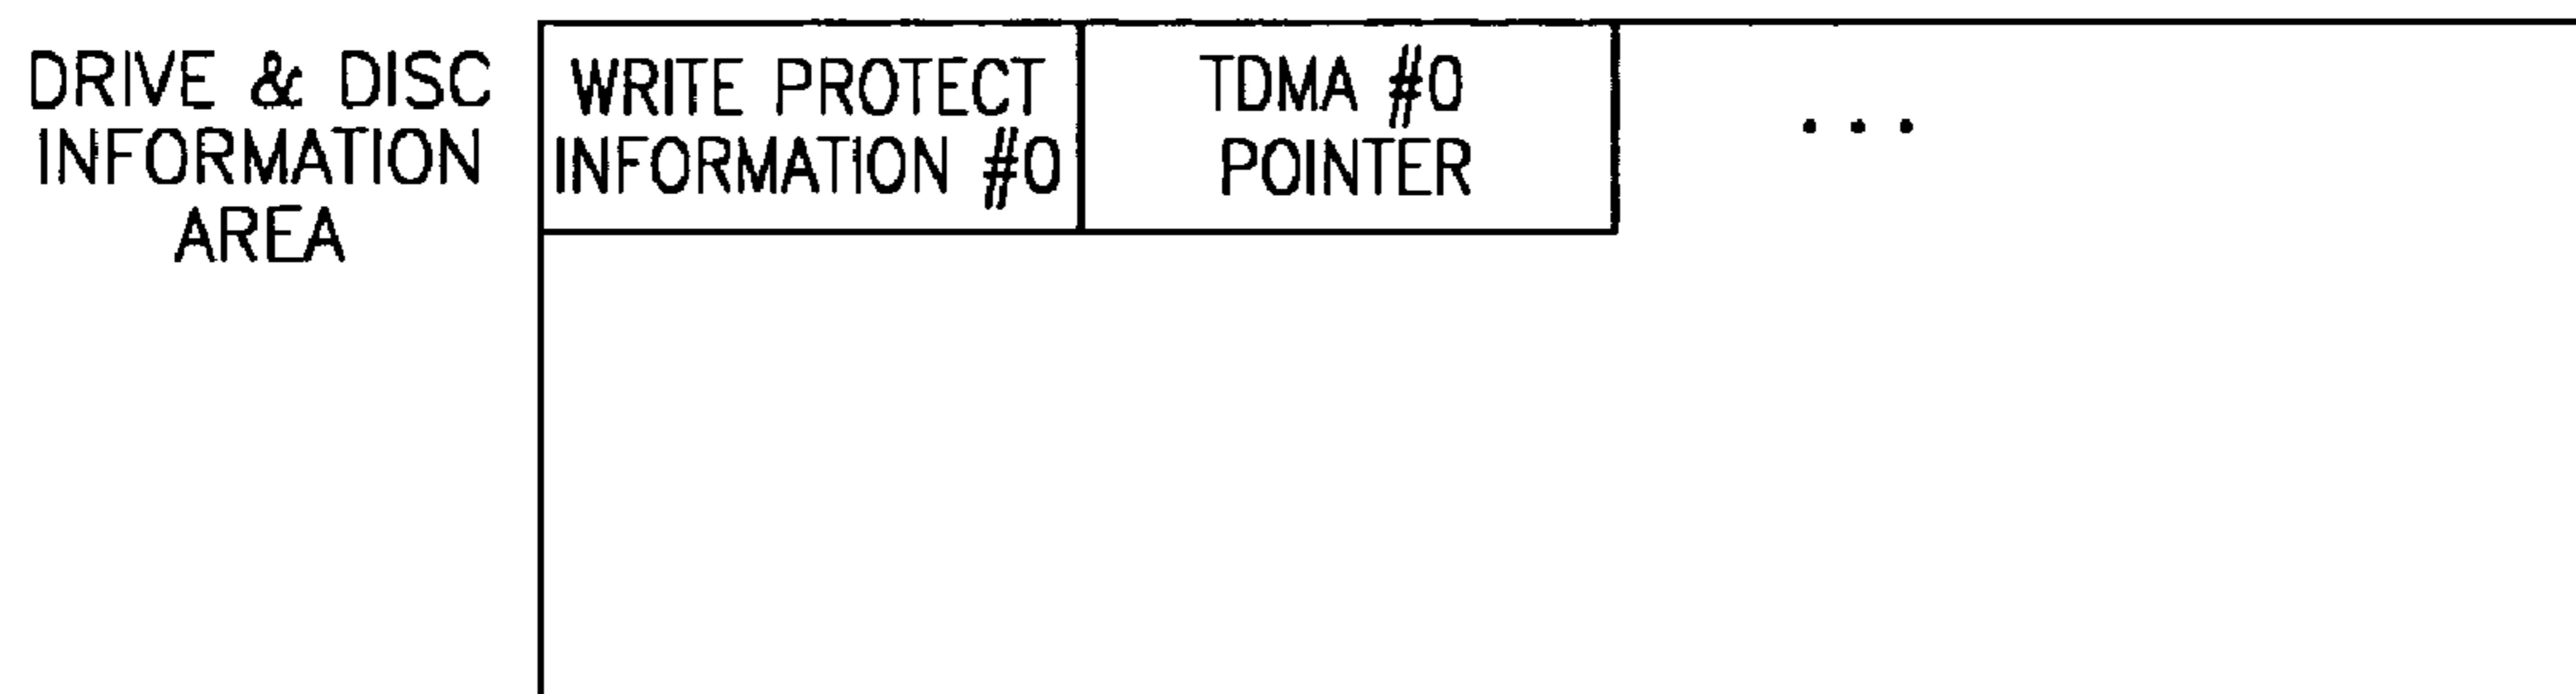 DRIVE & DISC
INFORMATION
AREA
WRITE PROTECT
INFORMATION #0
TDMA #0
POINTER
...